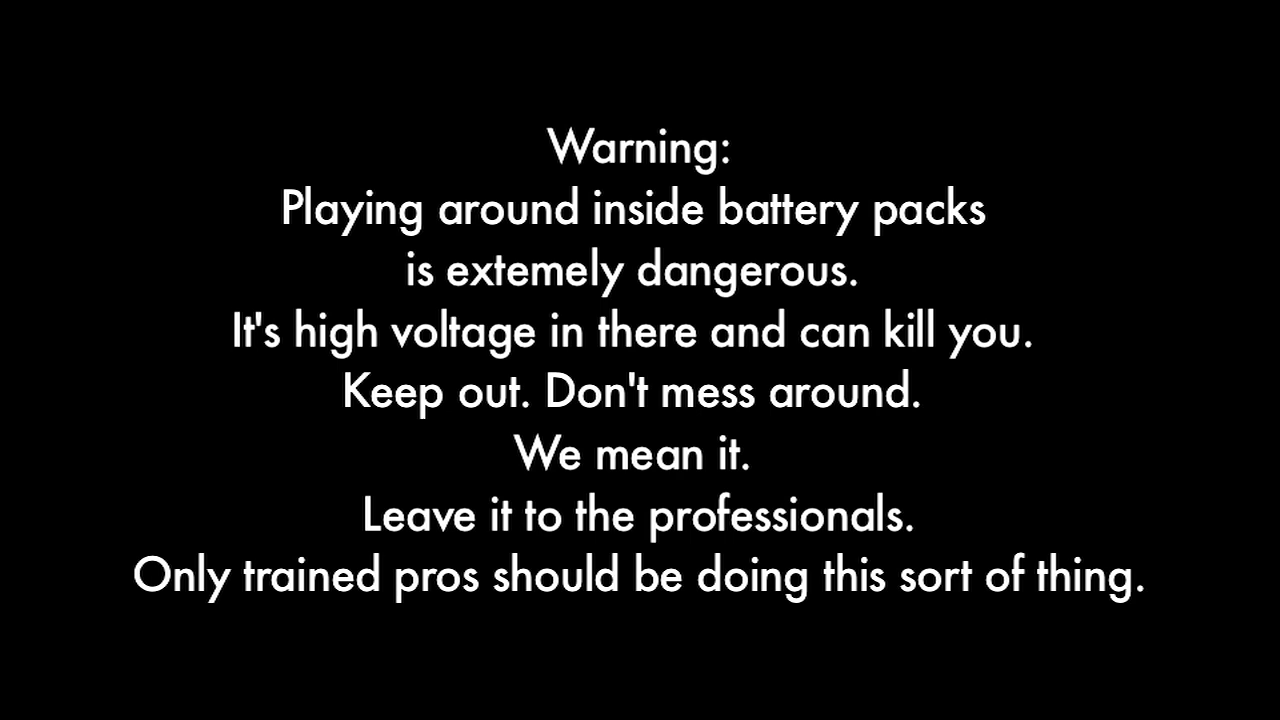 Warning:
Playing around inside battery packs
is extemely dangerous.
It's high voltage in there and can kill you.
Keep out. Don't mess around.
We mean it.
Leave it to the professionals.
Only trained pros should be doing this sort of thing.